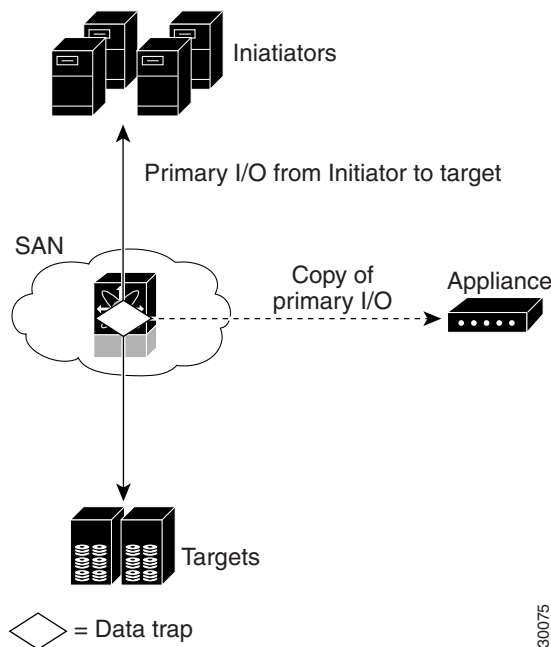 Iniatiators
Primary I/O from Initiator to target
SAN
Copy of
primary I/O
Appliance
Targets
= Data trap
30075